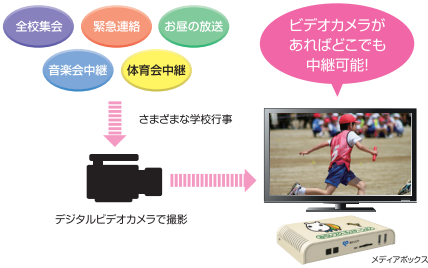 全校集会
緊急連絡
お昼の放送
音楽会中継
体育会中継
ビデオカメラが
あればどこでも
中継可能!
さまざまな学校行事
デジタルビデオカメラで撮影
メディアボックス